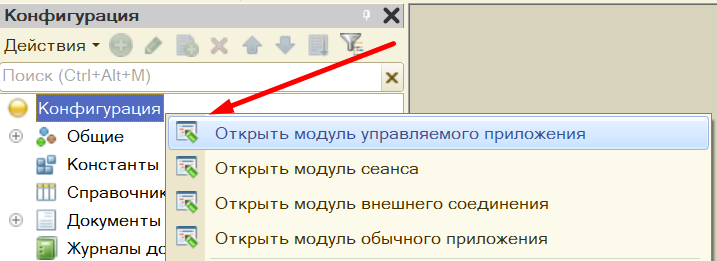 Конфигурация
Действия
Поиск (Ctrl+Alt+M)
Конфигурация
Общие
Константы
Справочник
Документы
Журналы до
Открыть модуль управляемого приложения
Открыть модуль сеанса
Открыть модуль внешнего соединения
Открыть модуль обычного приложения